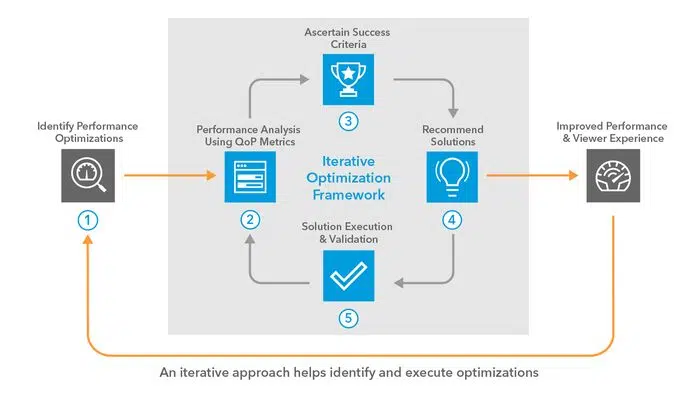 Ascertain Success
Criteria
3
Identify Performance
Optimizations
1
Performance Analysis
Using QoP Metrics
2
Iterative
Optimization
Framework
Recommend
Solutions
4
Improved Performance
& Viewer Experience
Solution Execution
& Validation
5
An iterative approach helps identify and execute optimizations